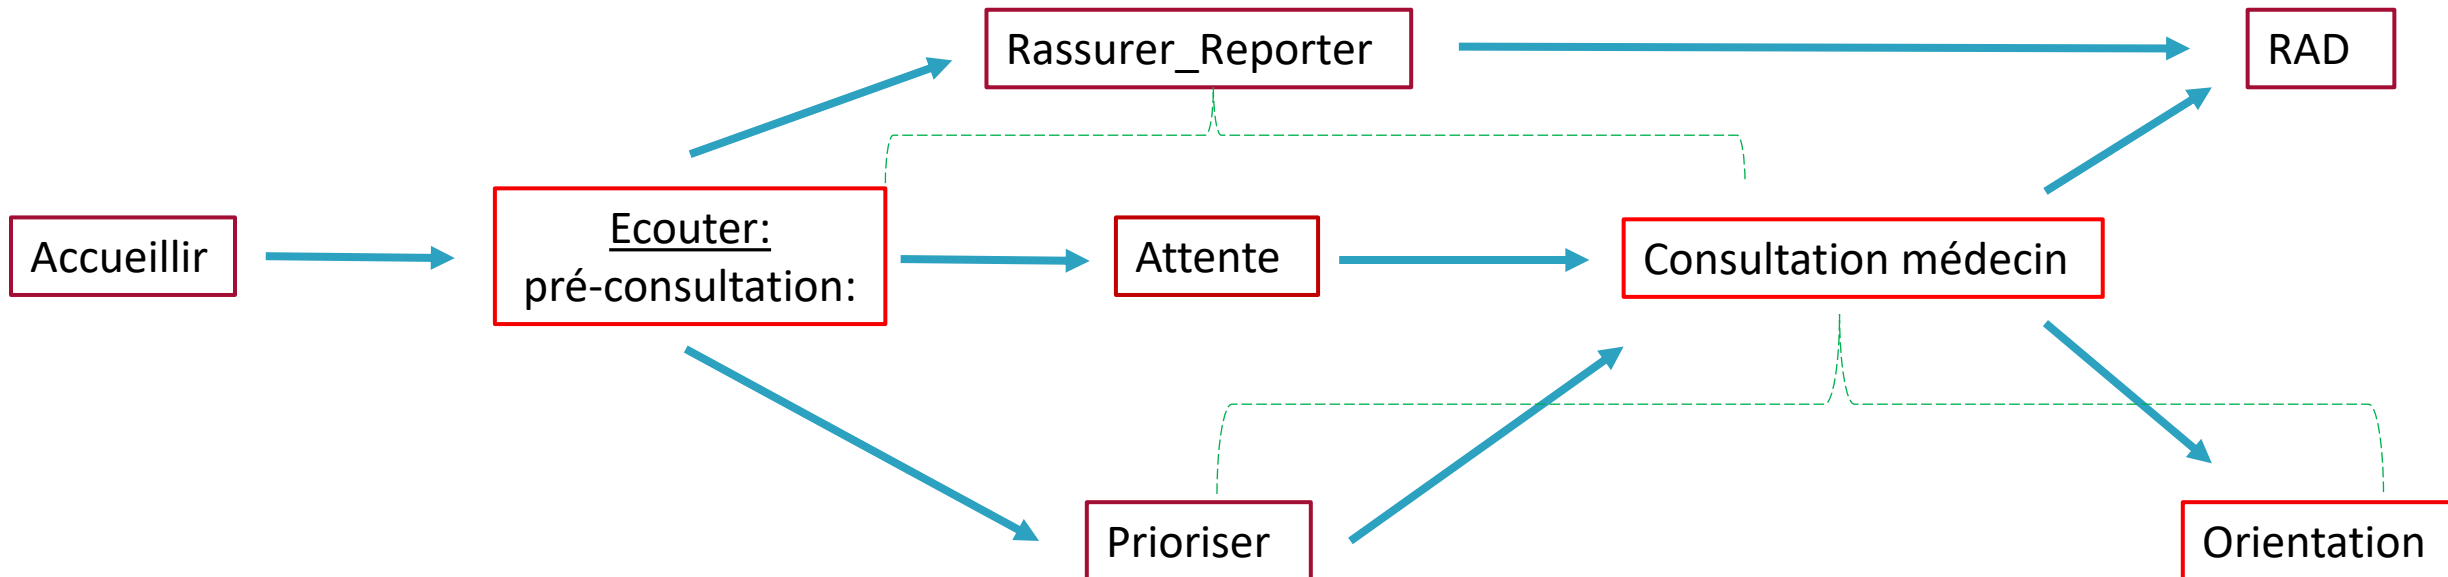 Rassurer_Reporter
RAD
Accueillir
Ecouter:
pré-consultation:
Attente
Consultation médecin
Prioriser
Orientation